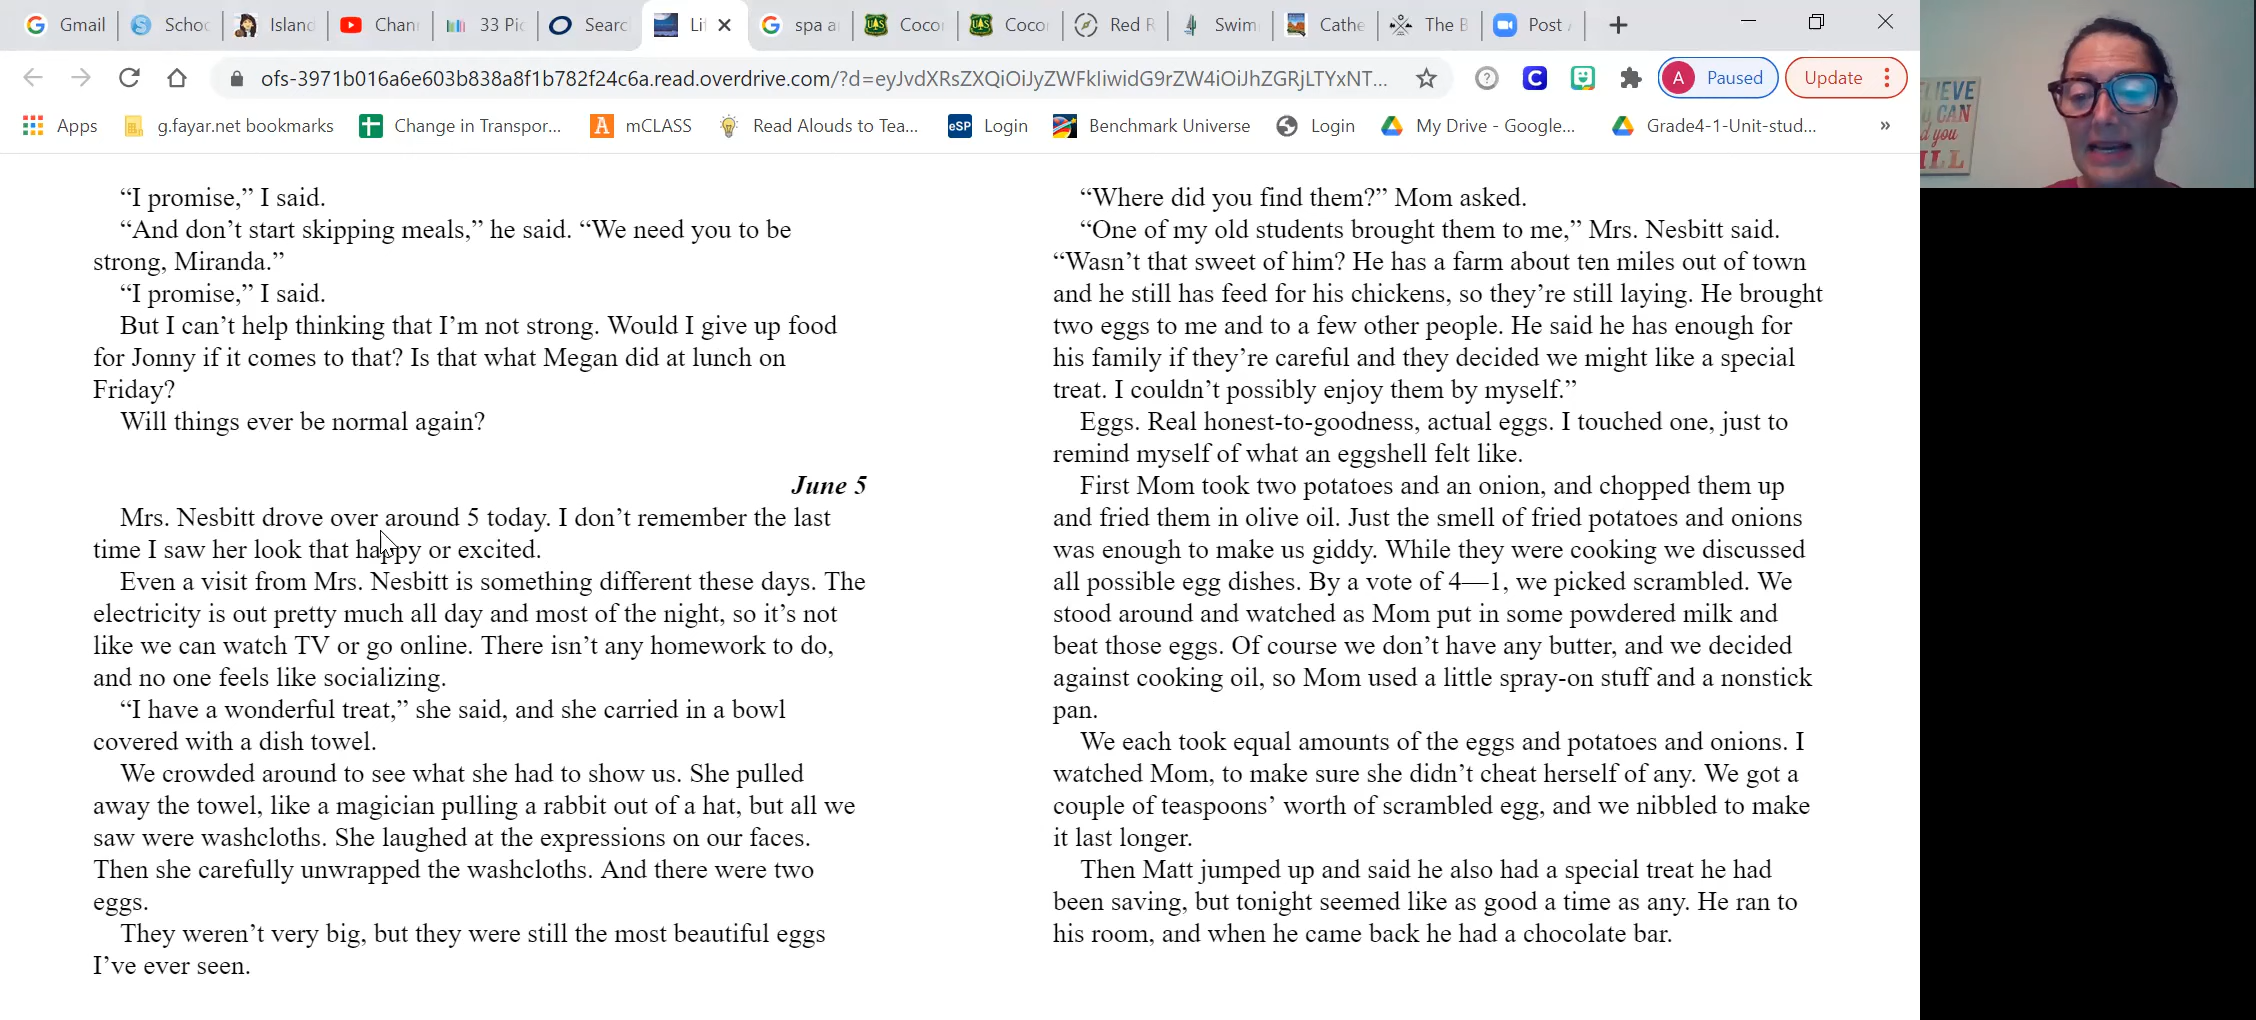 Gmail
Schoo
Island
Chan
33 Pic
Searc
Li
spa a
Coco
Coco
Red R
Swim
Cathe
The B
Post
ofs-3971b016a6e603b838a8f1b782f24c6a.read.overdrive.com/?d=eyJvdXRsZXQiOiJyZWFkIiwidG9rZW4iOiJhZGRjLTYxNT...
A Paused
Update
Apps
g.fayar.net bookmarks
Change in Transpor...
mCLASS
Read Alouds to Tea...
eSP Login
Benchmark Universe
Login
My Drive - Google...
Grade4-1-Unit-stud...
»
“I promise,” I said.
“And don’t start skipping meals,” he said. “We need you to be
strong, Miranda.”
“I promise,” I said.
But I can’t help thinking that I’m not strong. Would I give up food
for Jonny if it comes to that? Is that what Megan did at lunch on
Friday?
Will things ever be normal again?
June 5
Mrs. Nesbitt drove over around 5 today. I don’t remember the last
time I saw her look that happy or excited.
Even a visit from Mrs. Nesbitt is something different these days. The
electricity is out pretty much all day and most of the night, so it’s not
like we can watch TV or go online. There isn’t any homework to do,
and no one feels like socializing.
“I have a wonderful treat,” she said, and she carried in a bowl
covered with a dish towel.
We crowded around to see what she had to show us. She pulled
away the towel, like a magician pulling a rabbit out of a hat, but all we
saw were washcloths. She laughed at the expressions on our faces.
Then she carefully unwrapped the washcloths. And there were two
eggs.
They weren’t very big, but they were still the most beautiful eggs
I’ve ever seen.
“Where did you find them?” Mom asked.
“One of my old students brought them to me,” Mrs. Nesbitt said.
“Wasn’t that sweet of him? He has a farm about ten miles out of town
and he still has feed for his chickens, so they’re still laying. He brought
two eggs to me and to a few other people. He said he has enough for
his family if they’re careful and they decided we might like a special
treat. I couldn’t possibly enjoy them by myself.”
Eggs. Real honest-to-goodness, actual eggs. I touched one, just to
remind myself of what an eggshell felt like.
First Mom took two potatoes and an onion, and chopped them up
and fried them in olive oil. Just the smell of fried potatoes and onions
was enough to make us giddy. While they were cooking we discussed
all possible egg dishes. By a vote of 4—1, we picked scrambled. We
stood around and watched as Mom put in some powdered milk and
beat those eggs. Of course we don’t have any butter, and we decided
against cooking oil, so Mom used a little spray-on stuff and a nonstick
pan.
We each took equal amounts of the eggs and potatoes and onions. I
watched Mom, to make sure she didn’t cheat herself of any. We got a
couple of teaspoons’ worth of scrambled egg, and we nibbled to make
it last longer.
Then Matt jumped up and said he also had a special treat he had
been saving, but tonight seemed like as good a time as any. He ran to
his room, and when he came back he had a chocolate bar.
LIEVE
U CAN
d you
ILL